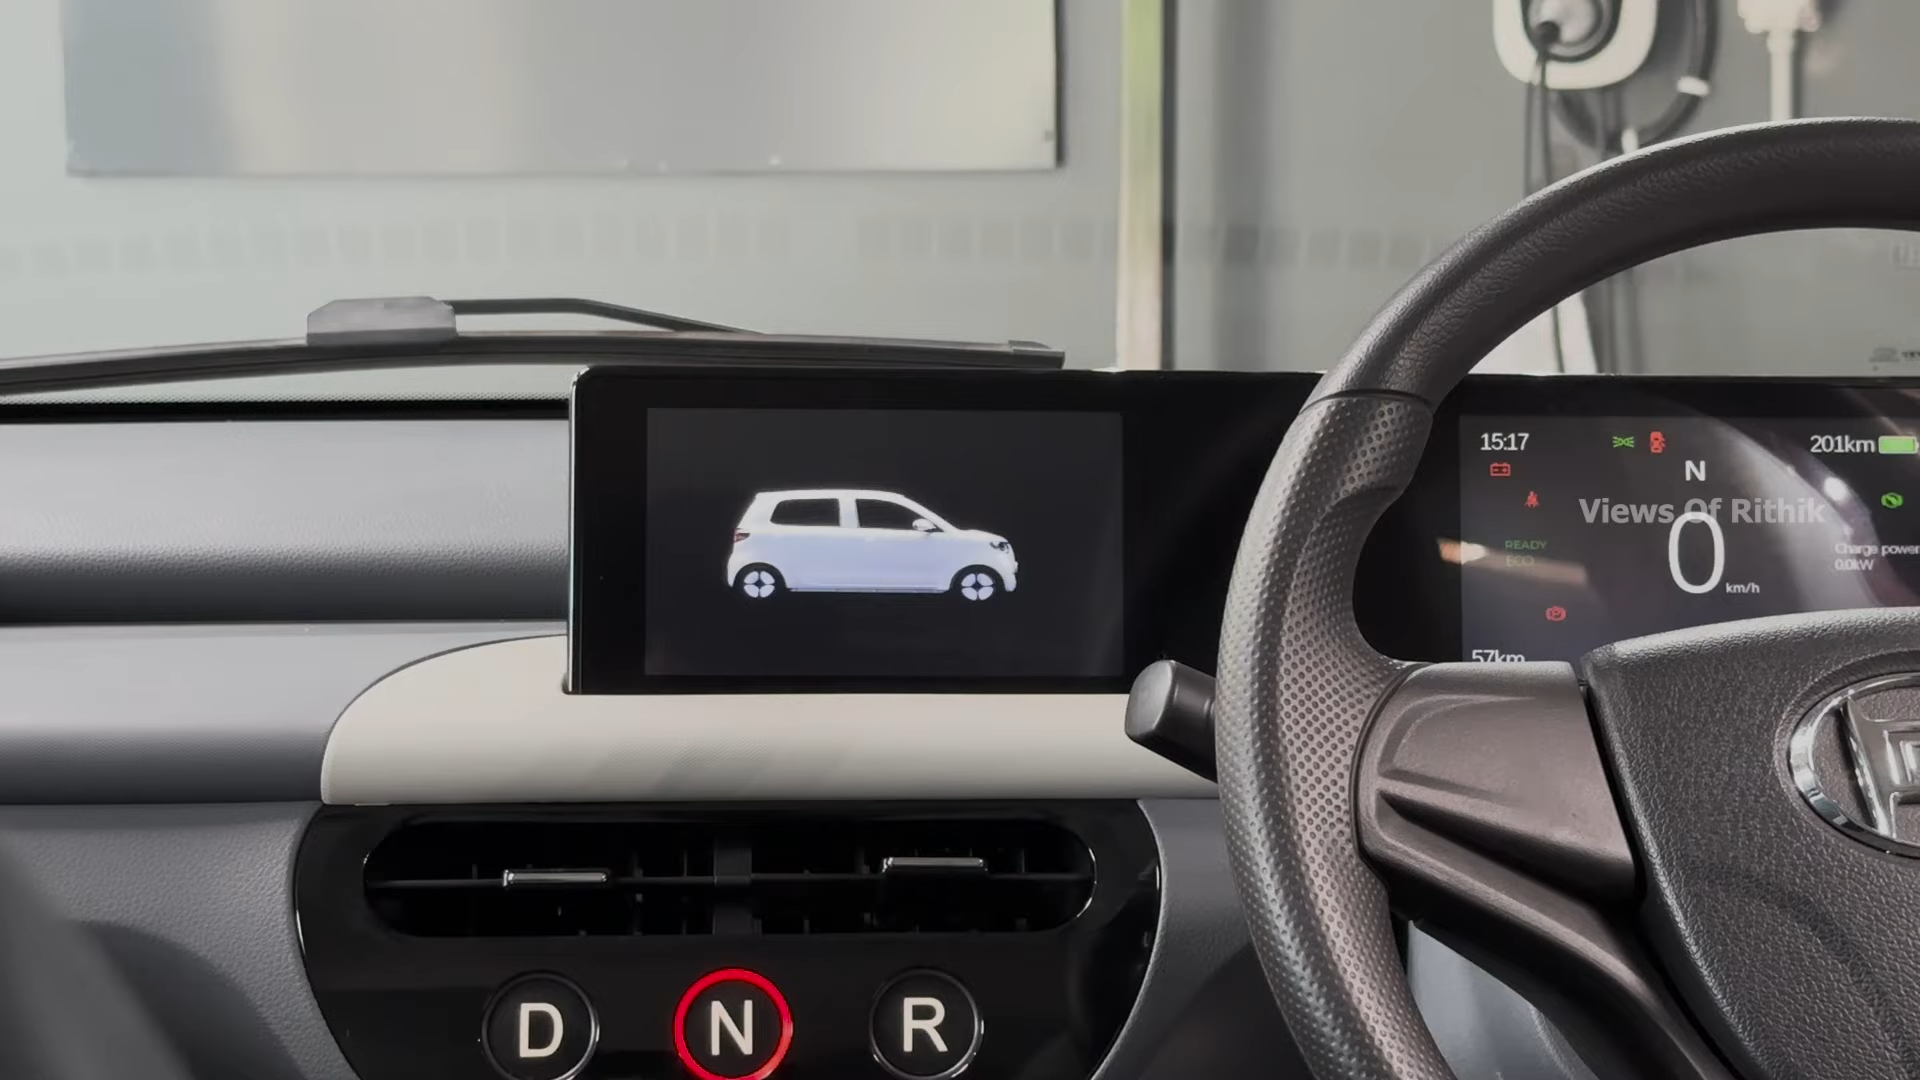 15:17
201km
N
Views Of Rithik
0
km/h
READY
ECO
Charge power
0.0kW
57km
D
N
R